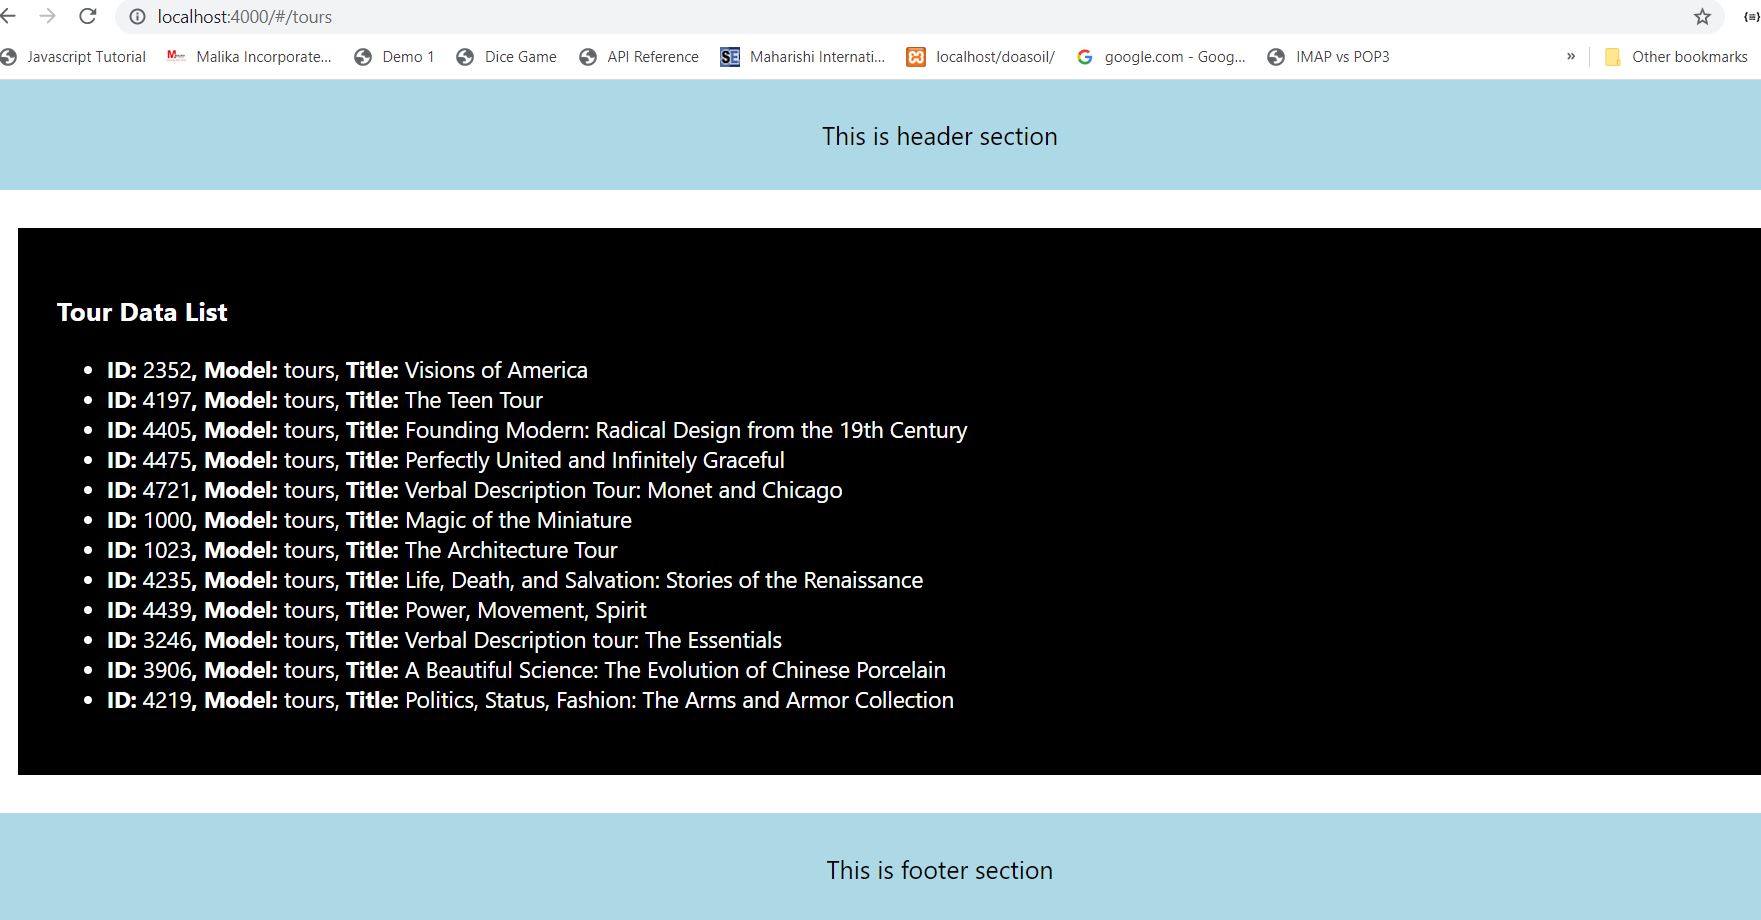 localhost:4000/#/tours
Javascript Tutorial Malika Incorporate... Demo 1 Dice Game API Reference SE Maharishi Internati... localhost/doasoil/ google.com - Goog... IMAP vs POP3 » Other bookmarks
This is header section
Tour Data List
• ID: 2352, Model: tours, Title: Visions of America
• ID: 4197, Model: tours, Title: The Teen Tour
• ID: 4405, Model: tours, Title: Founding Modern: Radical Design from the 19th Century
• ID: 4475, Model: tours, Title: Perfectly United and Infinitely Graceful
• ID: 4721, Model: tours, Title: Verbal Description Tour: Monet and Chicago
• ID: 1000, Model: tours, Title: Magic of the Miniature
• ID: 1023, Model: tours, Title: The Architecture Tour
• ID: 4235, Model: tours, Title: Life, Death, and Salvation: Stories of the Renaissance
• ID: 4439, Model: tours, Title: Power, Movement, Spirit
• ID: 3246, Model: tours, Title: Verbal Description tour: The Essentials
• ID: 3906, Model: tours, Title: A Beautiful Science: The Evolution of Chinese Porcelain
• ID: 4219, Model: tours, Title: Politics, Status, Fashion: The Arms and Armor Collection
This is footer section